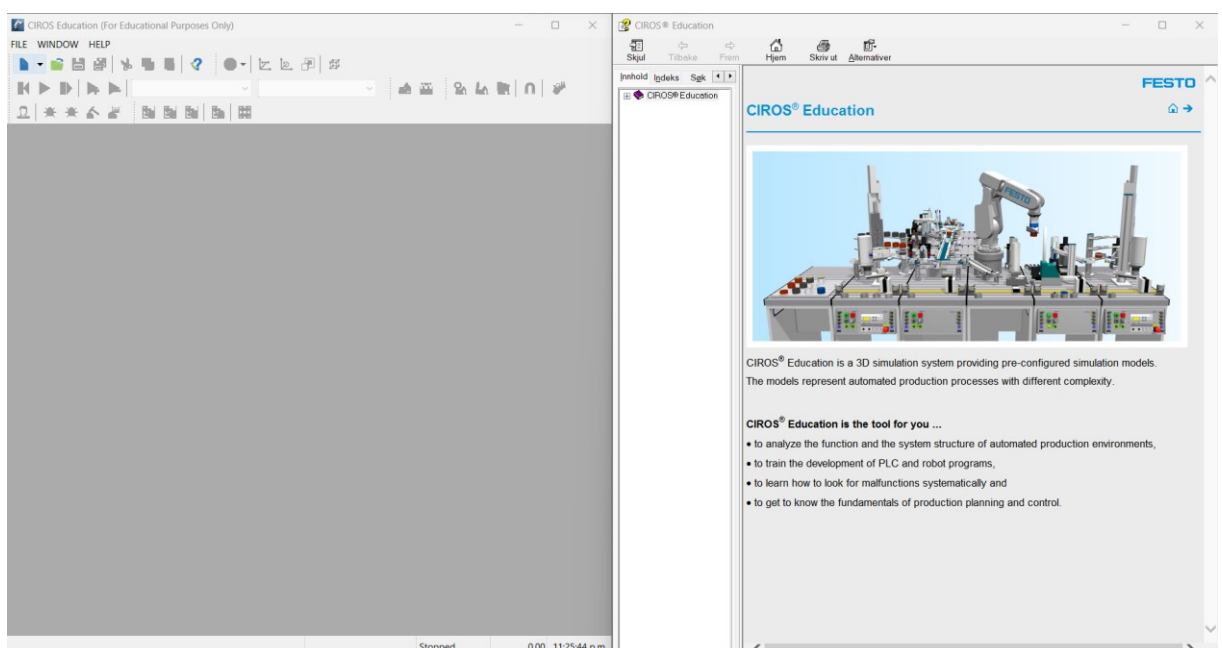 CIROS Education (For Educational Purposes Only)
FILE WINDOW HELP
Stopped 0.00 11:25:44 p.m
CIROS® Education
Skjul Tilbake Frem Hjem Skriv ut Alternativer
Innhold Indeks Søk
CIROS® Education
FESTO
CIROS® Education
FESTO
CIROS® Education is a 3D simulation system providing pre-configured simulation models.
The models represent automated production processes with different complexity.
CIROS® Education is the tool for you ...
• to analyze the function and the system structure of automated production environments,
• to train the development of PLC and robot programs,
• to learn how to look for malfunctions systematically and
• to get to know the fundamentals of production planning and control.